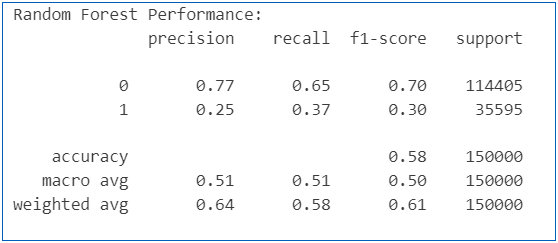 Random Forest Performance:
precision recall f1-score support
0 0.77 0.65 0.70 114405
1 0.25 0.37 0.30 35595
accuracy 0.58 150000
macro avg 0.51 0.51 0.50 150000
weighted avg 0.64 0.58 0.61 150000